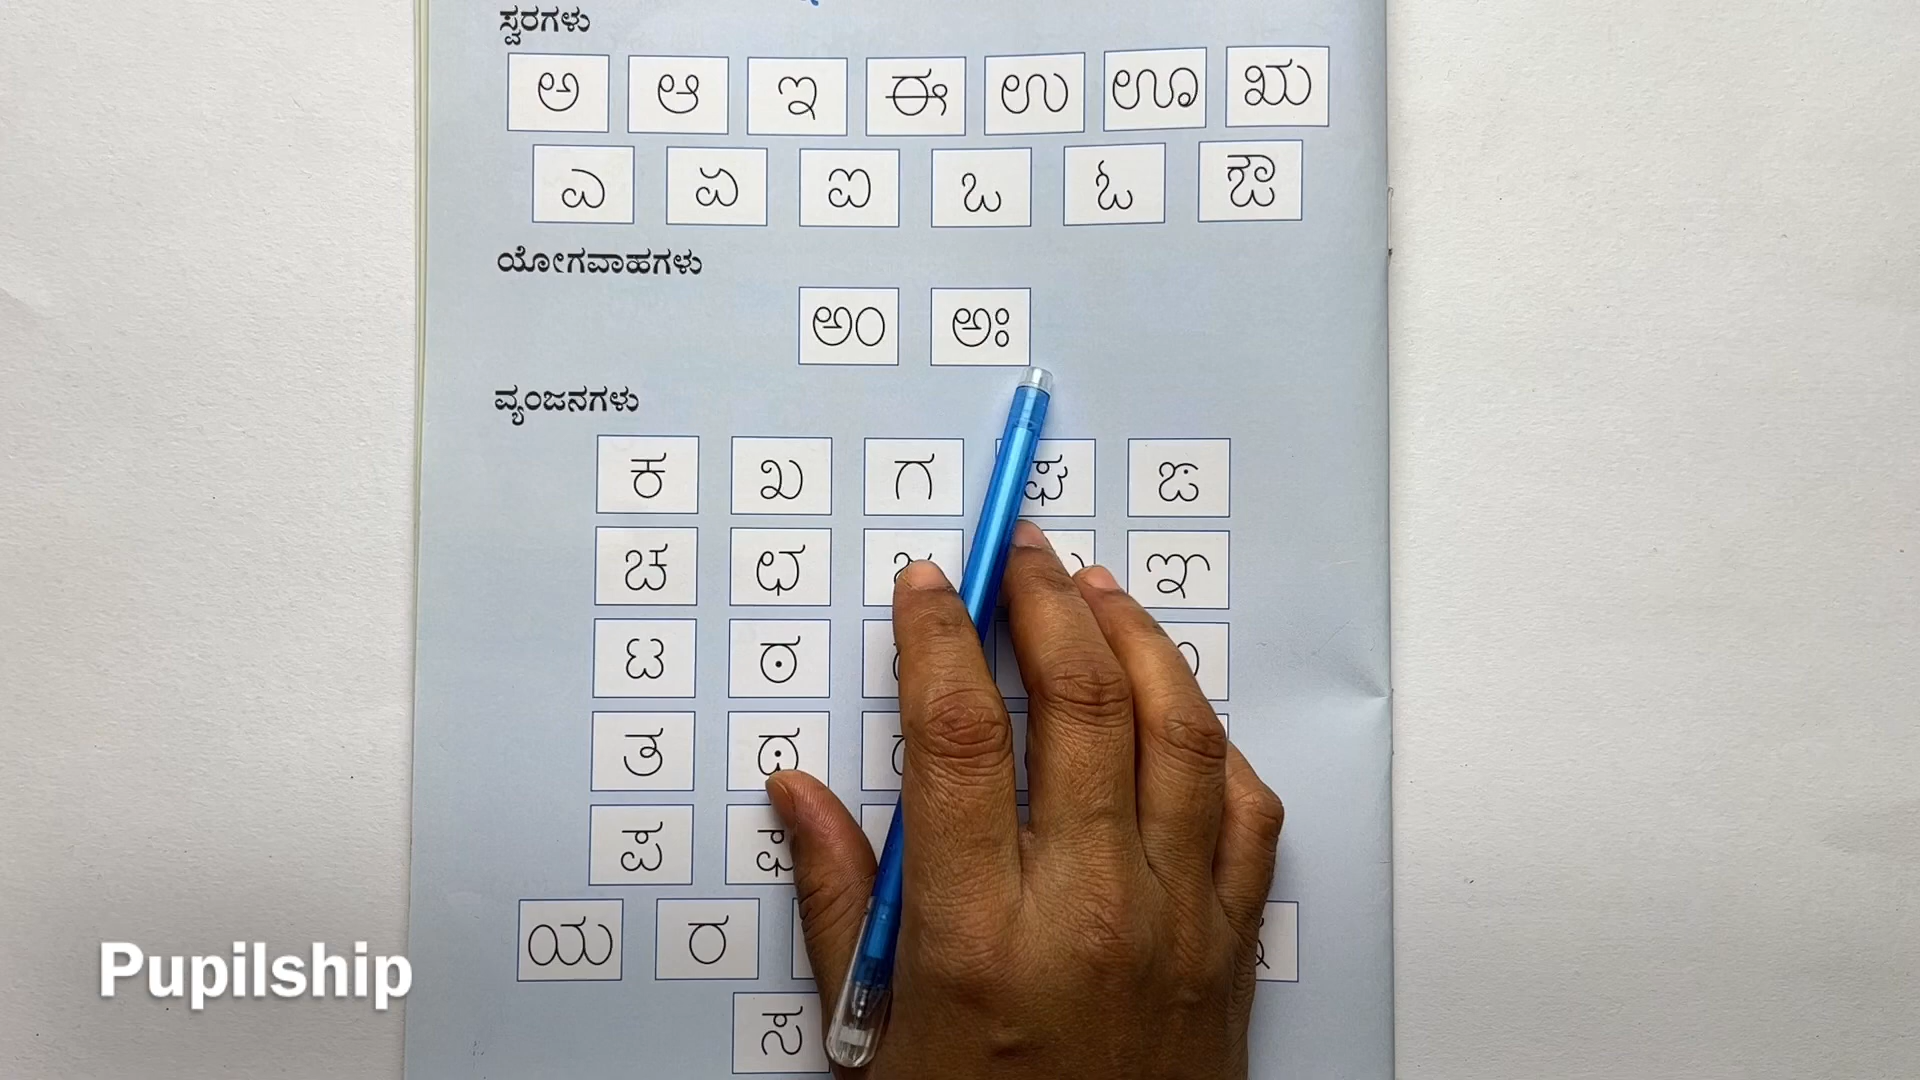 ಸ್ವರಗಳು
ಅ ಆ ಇ ಈ ಉ ಊ ಋ
ಎ ಏ ಐ ಒ ಓ ಔ
ಯೋಗವಾಹಗಳು
ಅಂ ಅಃ
ವ್ಯಂಜನಗಳು
ಕ ಖ ಗ ಘ ಙ
ಚ ಛ ಞ
ಟ ಠ
ತ ಥ
ಪ ಫ
ಯ ರ
ಸ
Pupilship